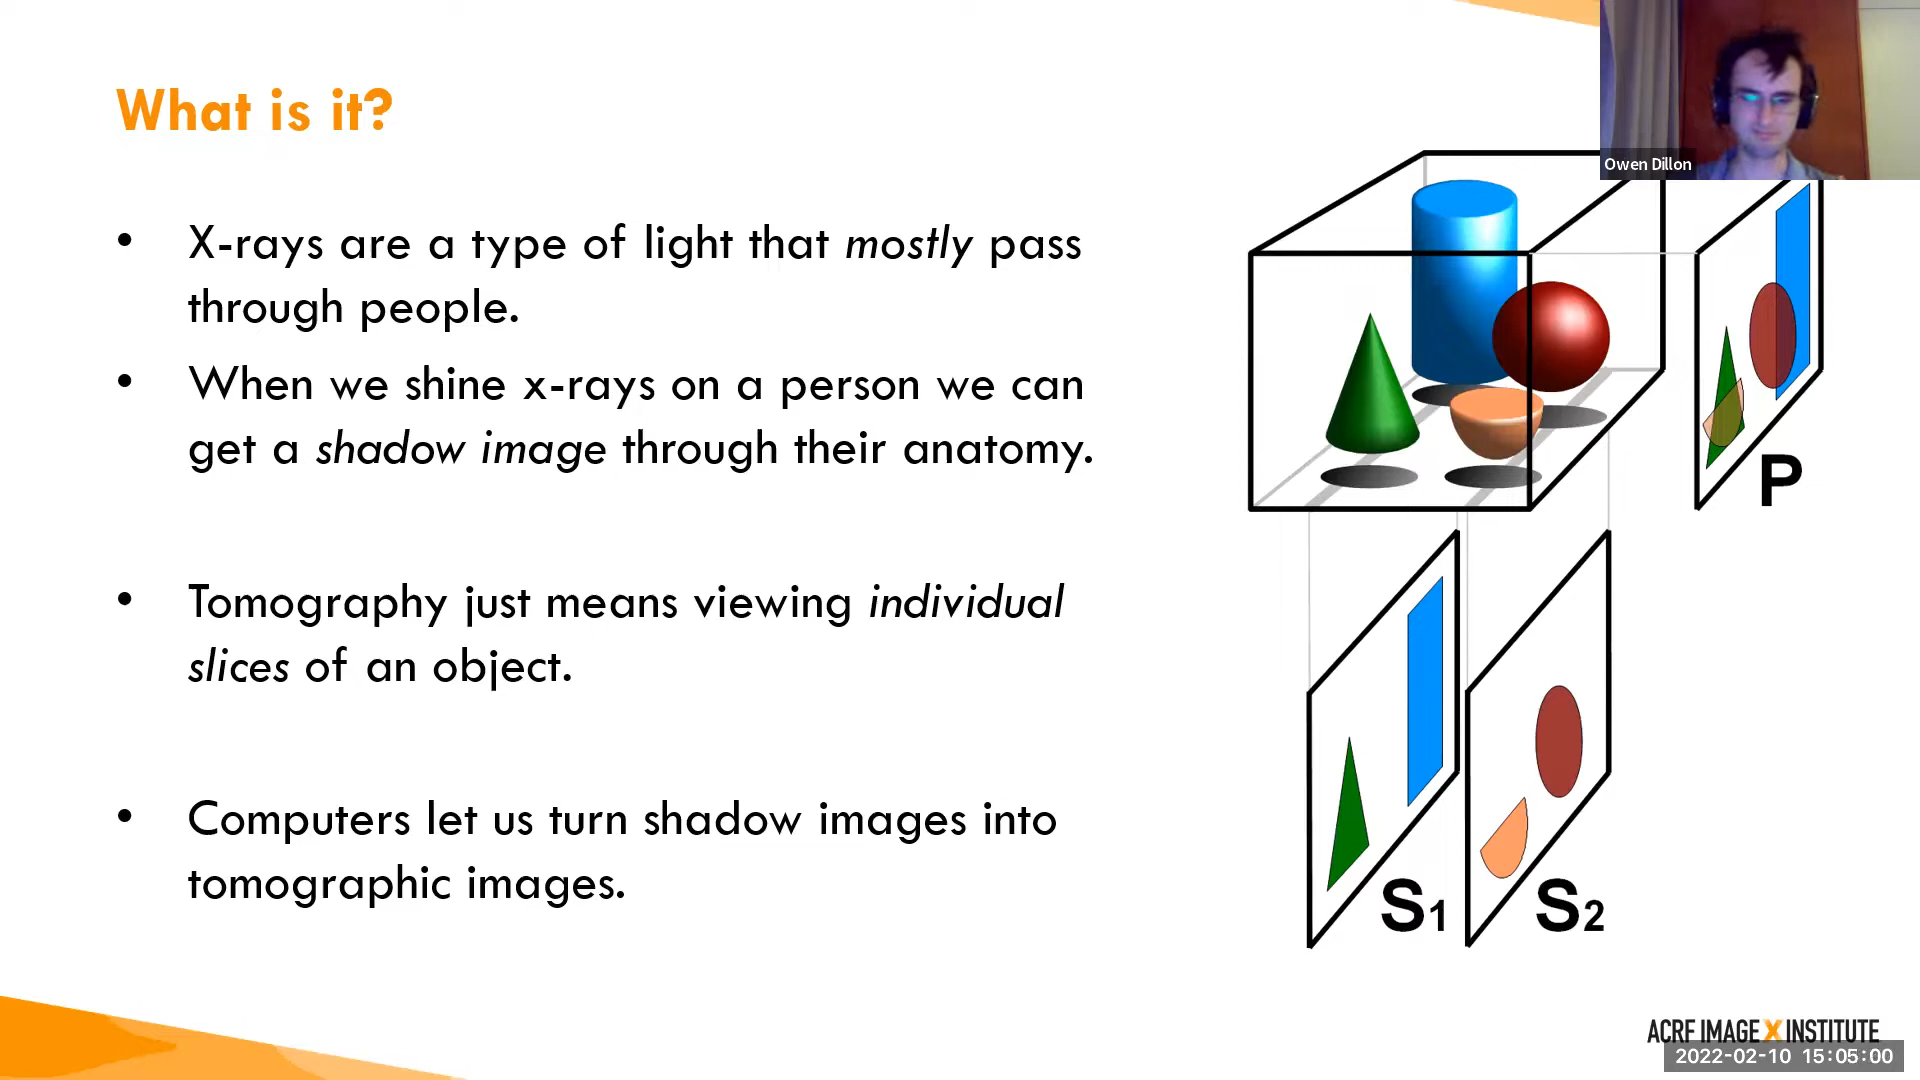 What is it?
Owen Dillon
• X-rays are a type of light that mostly pass
through people.
• When we shine x-rays on a person we can
get a shadow image through their anatomy.
• Tomography just means viewing individual
slices of an object.
• Computers let us turn shadow images into
tomographic images.
P
S1 S2
ACRF IMAGE X INSTITUTE
2022-02-10 15:05:00